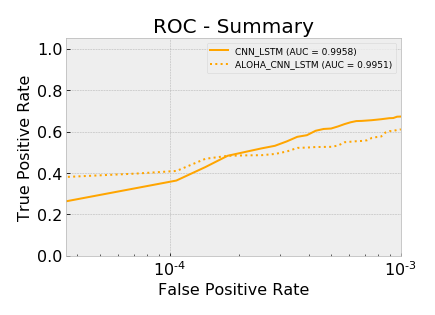 ROC - Summary
CNN_LSTM (AUC = 0.9958)
ALOHA_CNN_LSTM (AUC = 0.9951)
True Positive Rate
1.0
0.8
0.6
0.4
0.2
0.0
10⁻⁴
10⁻³
False Positive Rate